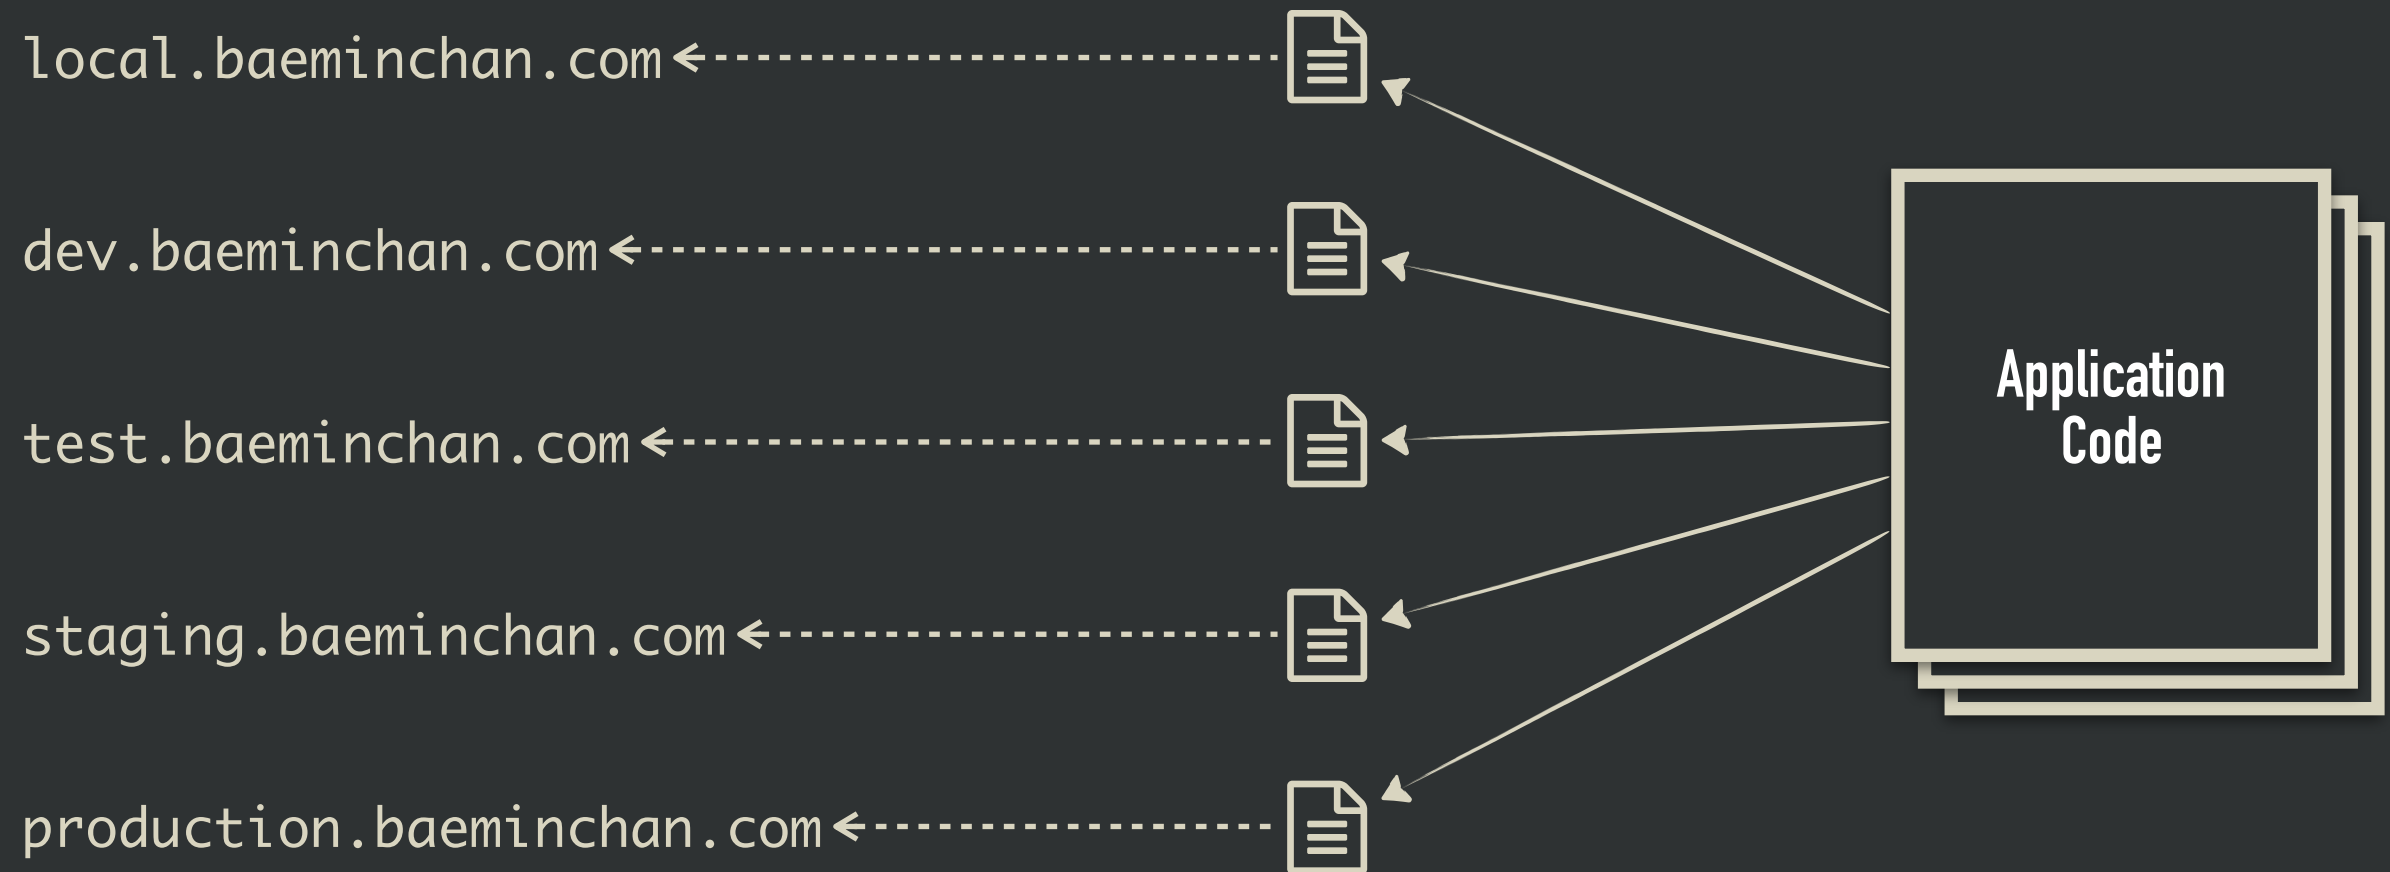 local.baeminchan.com
dev.baeminchan.com
test.baeminchan.com
staging.baeminchan.com
production.baeminchan.com
Application
Code